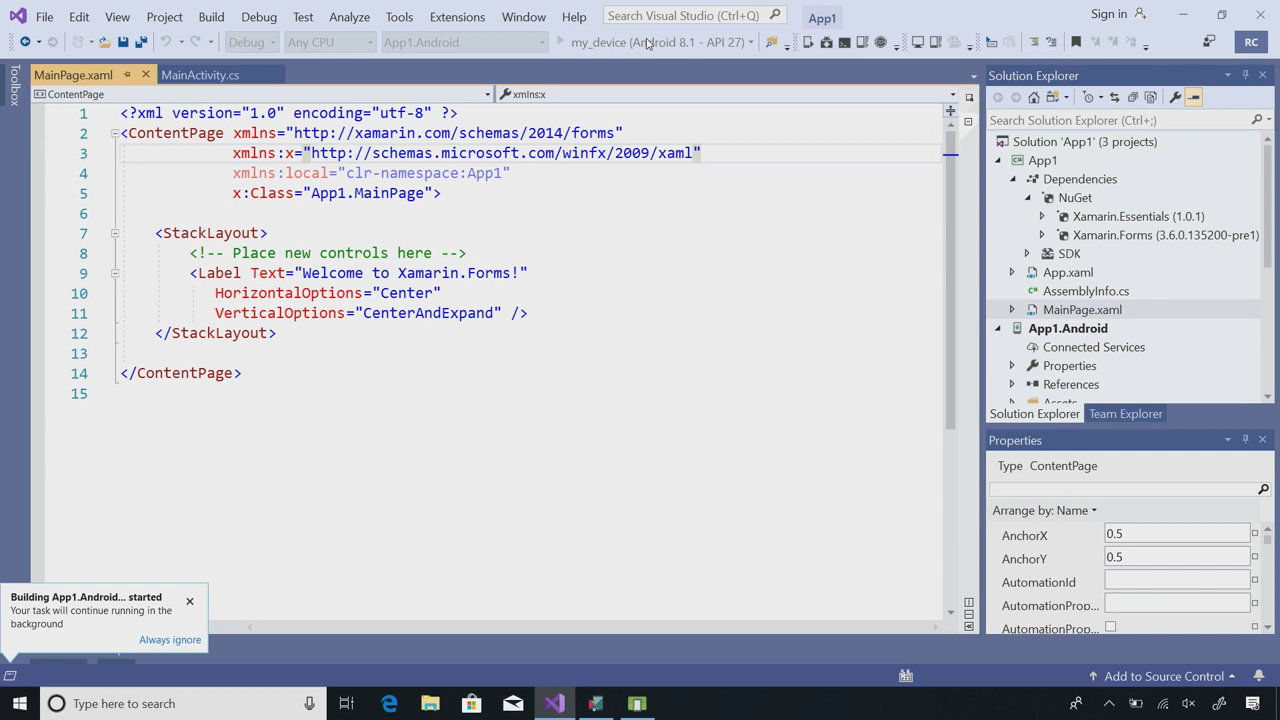 File Edit View Project Build Debug Team Tools Test Analyze Tools Extensions Window Help Search Visual Studio (Ctrl+Q) App1 Sign in
Debug Any CPU App1.Android my_device (Android 8.1 - API 27) RC
Toolbox
MainPage.xaml MainActivity.cs
ContentPage xmlns:x
1 <?xml version="1.0" encoding="utf-8" ?>
2 <ContentPage xmlns="http://xamarin.com/schemas/2014/forms"
3 xmlns:x="http://schemas.microsoft.com/winfx/2009/xaml"
4 xmlns:local="clr-namespace:App1"
5 x:Class="App1.MainPage">
6
7 <StackLayout>
8 <!-- Place new controls here -->
9 <Label Text="Welcome to Xamarin.Forms!"
10 HorizontalOptions="Center"
11 VerticalOptions="CenterAndExpand" />
12 </StackLayout>
13
14 </ContentPage>
15
Solution Explorer
Search Solution Explorer (Ctrl+;)
Solution 'App1' (3 projects)
App1
Dependencies
NuGet
Xamarin.Essentials (1.0.1)
Xamarin.Forms (3.6.0.135200-pre1)
SDK
App.xaml
AssemblyInfo.cs
MainPage.xaml
App1.Android
Connected Services
Properties
References
Assets
Solution Explorer Team Explorer
Properties
Type ContentPage
Arrange by: Name
AnchorX 0.5
AnchorY 0.5
AutomationId
AutomationProp...
AutomationProp...
Building App1.Android... started
Your task will continue running in the
background
Always ignore
Add to Source Control
Type here to search